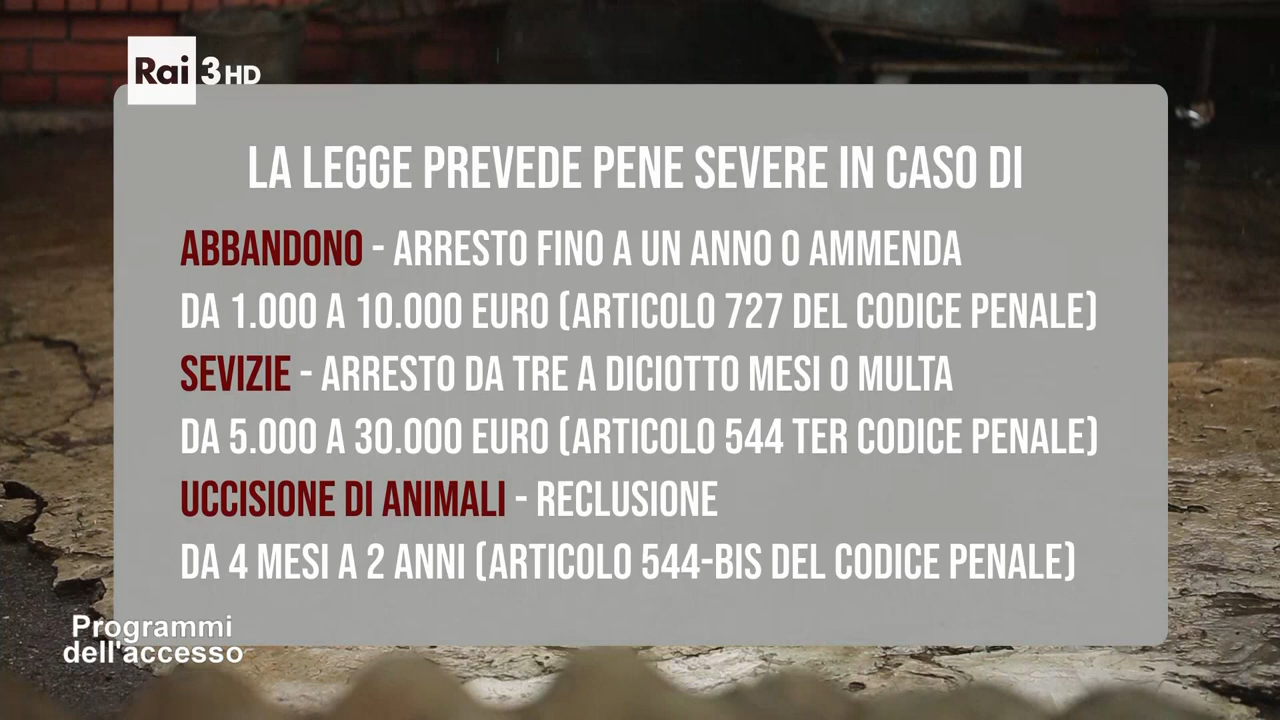 Rai 3 HD
LA LEGGE PREVEDE PENE SEVERE IN CASO DI
ABBANDONO - ARRESTO FINO A UN ANNO O AMMENDA
DA 1.000 A 10.000 EURO (ARTICOLO 727 DEL CODICE PENALE)
SEVIZIE - ARRESTO DA TRE A DICIOTTO MESI O MULTA
DA 5.000 A 30.000 EURO (ARTICOLO 544 TER CODICE PENALE)
UCCISIONE DI ANIMALI - RECLUSIONE
DA 4 MESI A 2 ANNI (ARTICOLO 544-BIS DEL CODICE PENALE)
Programmi
dell'accesso